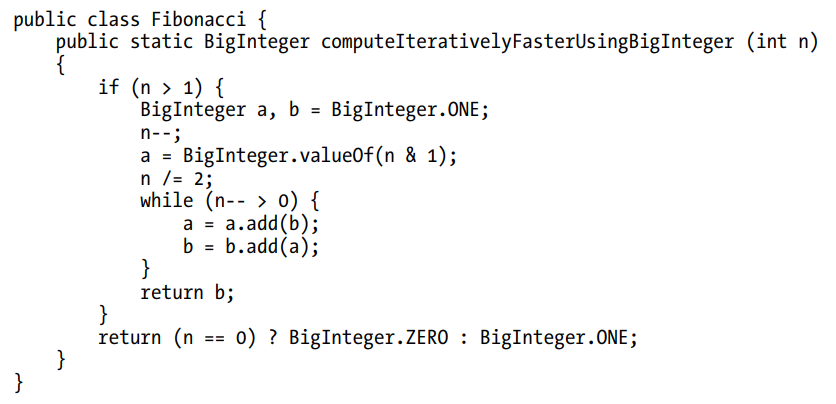 public class Fibonacci {
    public static BigInteger computeIterativelyFasterUsingBigInteger (int n)
    {
        if (n > 1) {
            BigInteger a, b = BigInteger.ONE;
            n--;
            a = BigInteger.valueOf(n & 1);
            n /= 2;
            while (n-- > 0) {
                a = a.add(b);
                b = b.add(a);
            }
            return b;
        }
        return (n == 0) ? BigInteger.ZERO : BigInteger.ONE;
    }
}